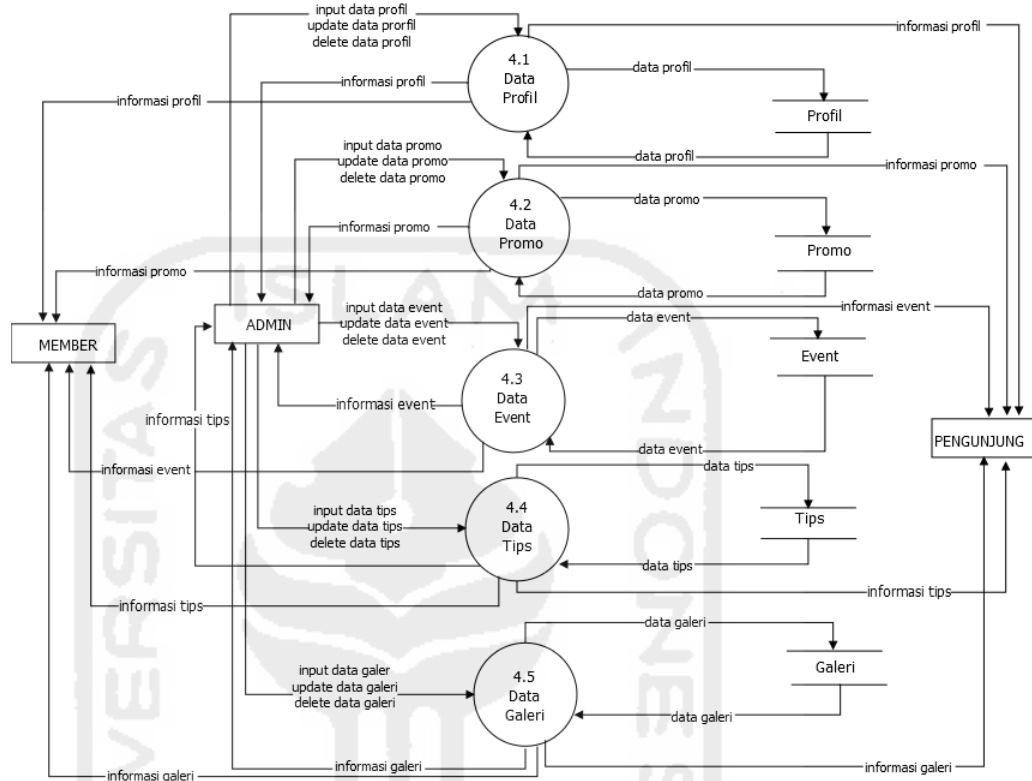 input data profil
update data prorfil
delete data profil
informasi profil
4.1
Data
Profil
data profil
informasi profil
informasi profil
Profil
data profil
input data promo
update data promo
delete data promo
informasi promo
4.2
Data
Promo
data promo
informasi promo
Promo
informasi promo
data promo
ADMIN
input data event
update data event
delete data event
informasi event
data event
MEMBER
Event
4.3
Data
Event
informasi event
informasi tips
PENGUNJUNG
data event
informasi event
data tips
4.4
Data
Tips
input data tips
update data tips
delete data tips
Tips
data tips
informasi tips
informasi tips
data galeri
input data galer
update data galeri
delete data galeri
4.5
Data
Galeri
Galeri
data galeri
informasi galeri
informasi galeri
informasi galeri
ISLAM
UNIVERSITAS
INDONESIA